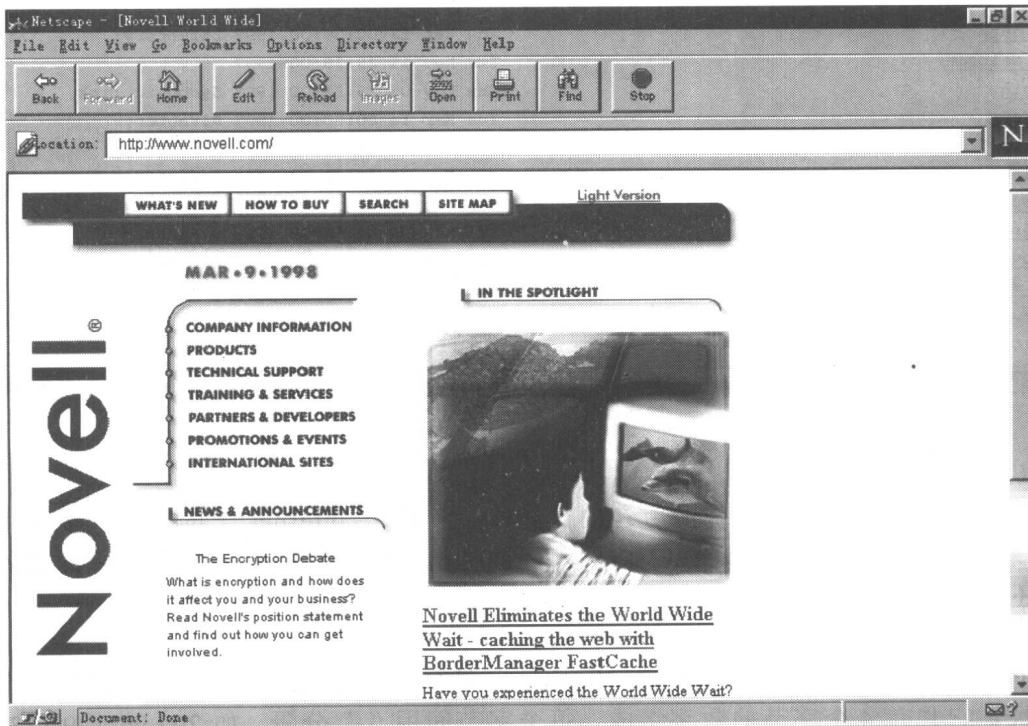 Netscape - [Novell World Wide]
File Edit View Go Bookmarks Options Directory Window Help
Back Forward Home Edit Reload Images Open Print Find Stop
Location: http://www.novell.com/
N
WHAT'S NEW HOW TO BUY SEARCH SITE MAP
Light Version
MAR•9•1998
Novell®
COMPANY INFORMATION
PRODUCTS
TECHNICAL SUPPORT
TRAINING & SERVICES
PARTNERS & DEVELOPERS
PROMOTIONS & EVENTS
INTERNATIONAL SITES
NEWS & ANNOUNCEMENTS
The Encryption Debate
What is encryption and how does
it affect you and your business?
Read Novell's position statement
and find out how you can get
involved.
IN THE SPOTLIGHT
Novell Eliminates the World Wide
Wait - caching the web with
BorderManager FastCache
Have you experienced the World Wide Wait?
Document: Done